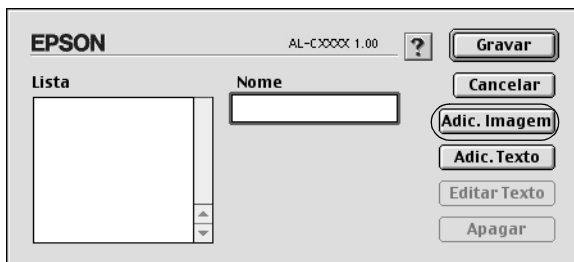 EPSON
AL-CXXXX 1.00
?
Gravar
Lista
Nome
Cancelar
Adic. Imagem
Adic. Texto
Editar Texto
Apagar